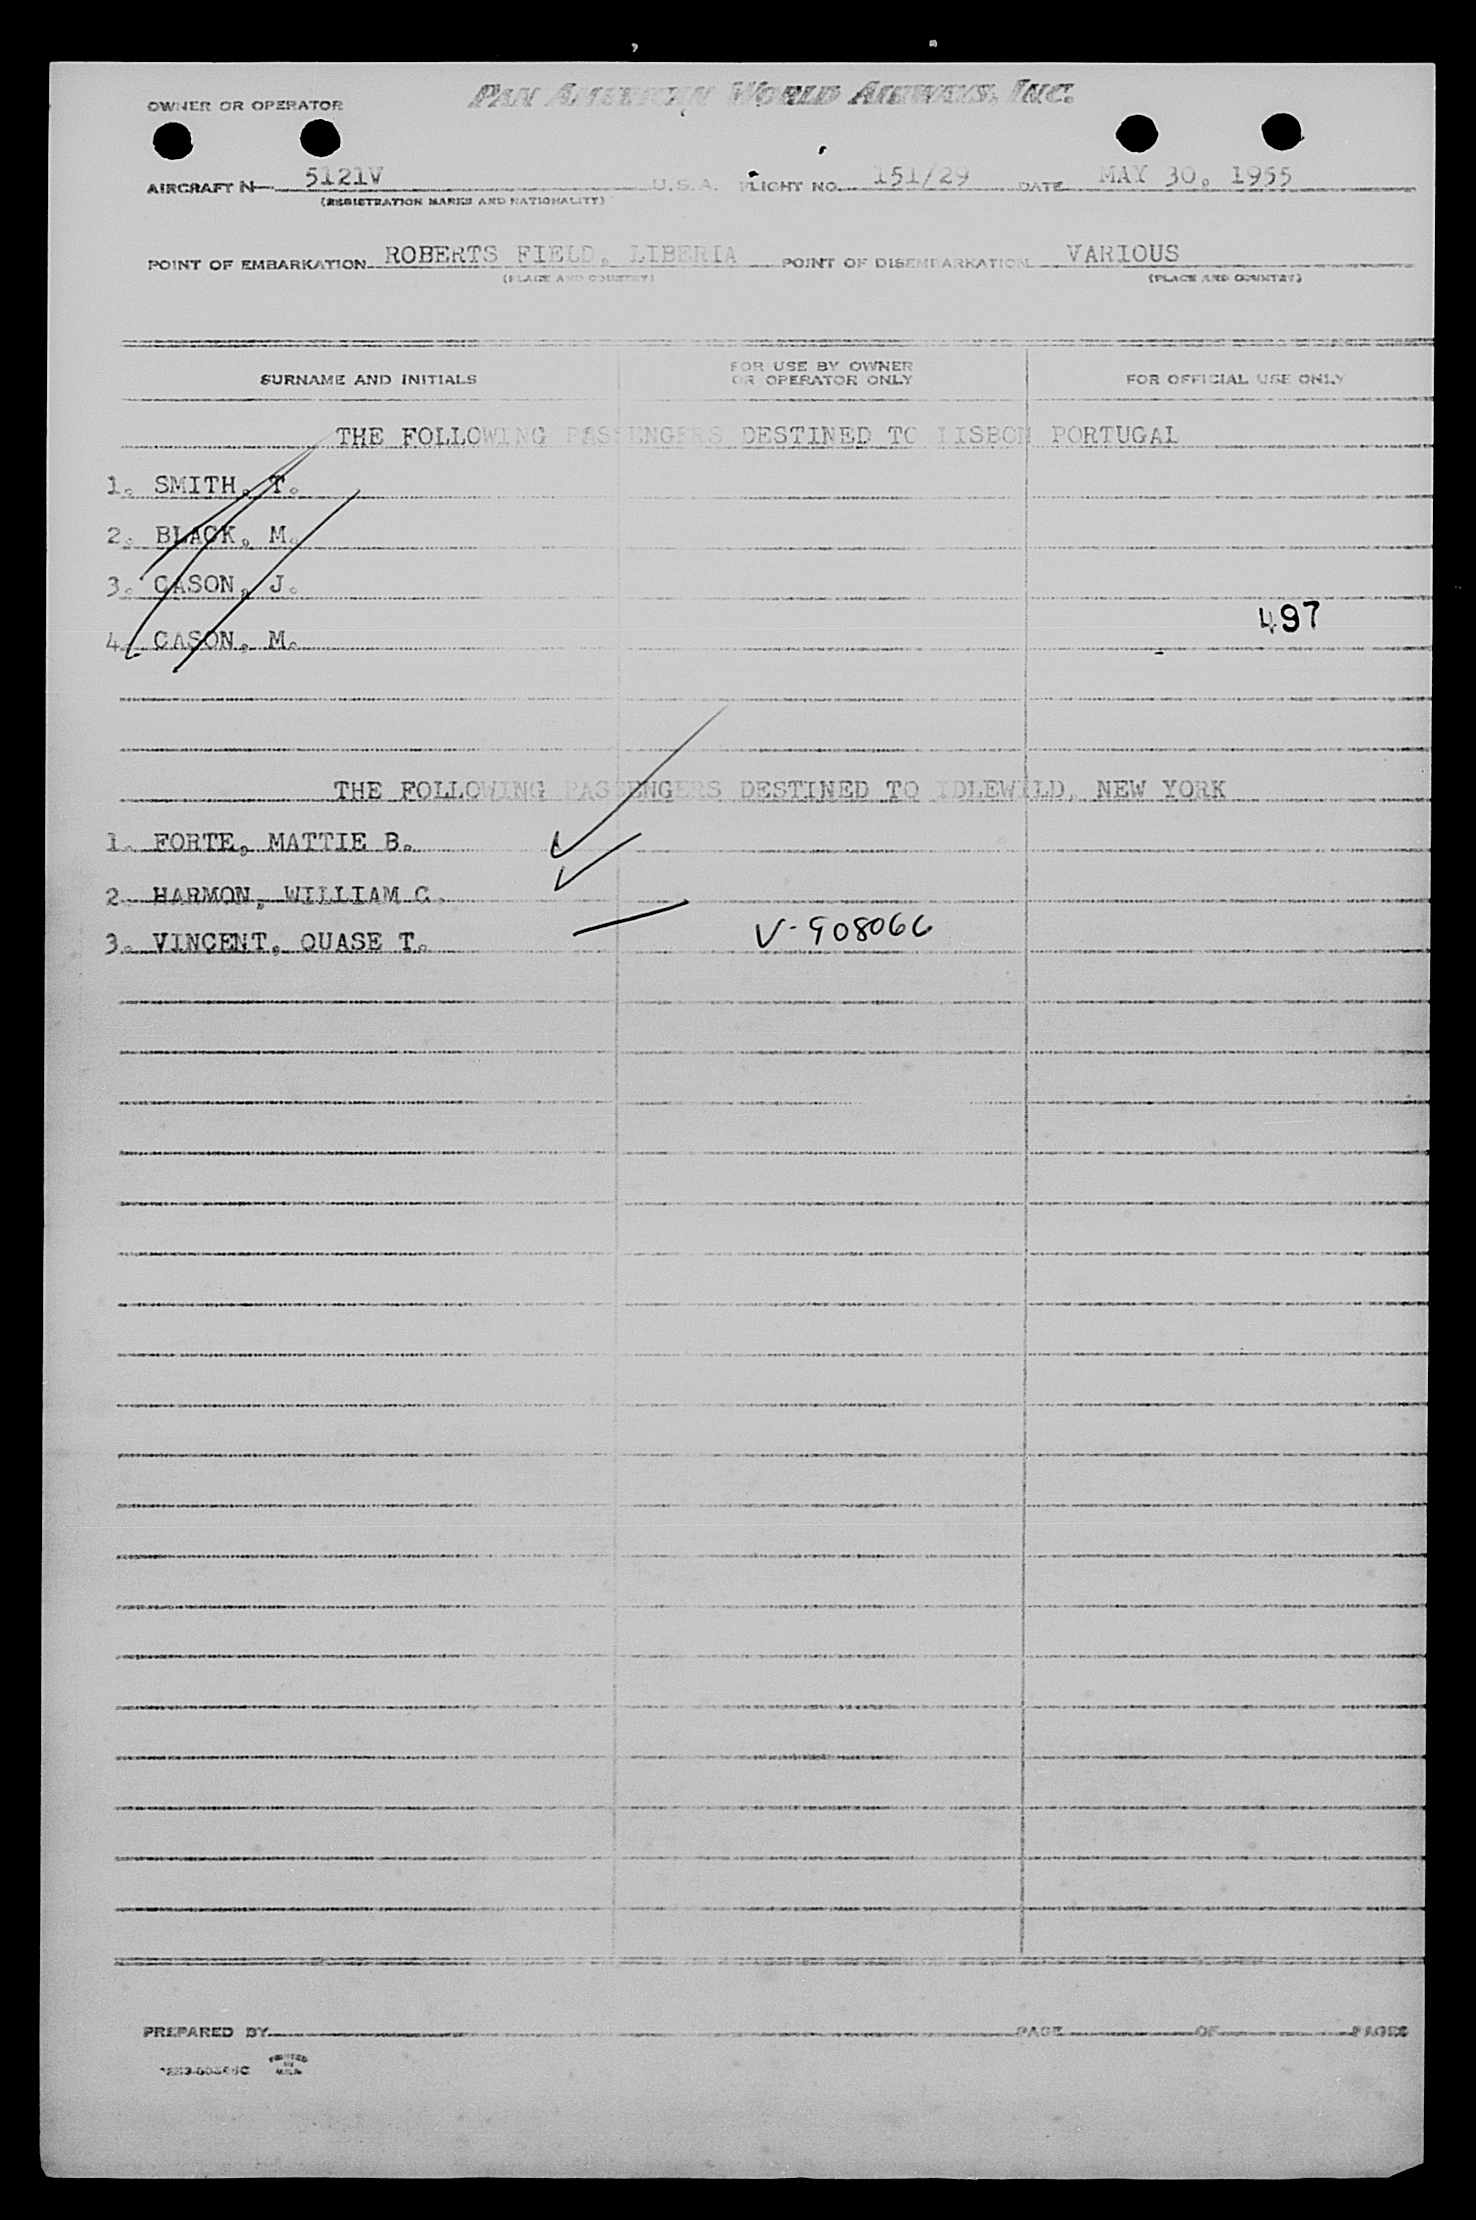 OWNER OR OPERATOR PAN AMERICAN WORLD AIRWAYS, INC.
AIRCRAFT N 5121V U.S.A. FLIGHT NO. 151/29 DATE MAY 30, 1955
(REGISTRATION MARKS AND NATIONALITY)
POINT OF EMBARKATION ROBERTS FIELD, LIBERIA POINT OF DISEMBARKATION VARIOUS
(PLACE AND COUNTRY) (PLACE AND COUNTRY)
SURNAME AND INITIALS FOR USE BY OWNER OR OPERATOR ONLY FOR OFFICIAL USE ONLY
THE FOLLOWING PASSENGERS DESTINED TO LISBON PORTUGAL
1. SMITH, T.
2. BLACK, M.
3. CASON, J.
4. CASON, M.
497
THE FOLLOWING PASSENGERS DESTINED TO IDLEWILD, NEW YORK
1. FORTE, MATTIE B.
2. HARMON, WILLIAM C.
3. VINCENT, QUASE T. V-908066
PREPARED BY PAGE OF PAGES
PRINTED IN U.S.A.